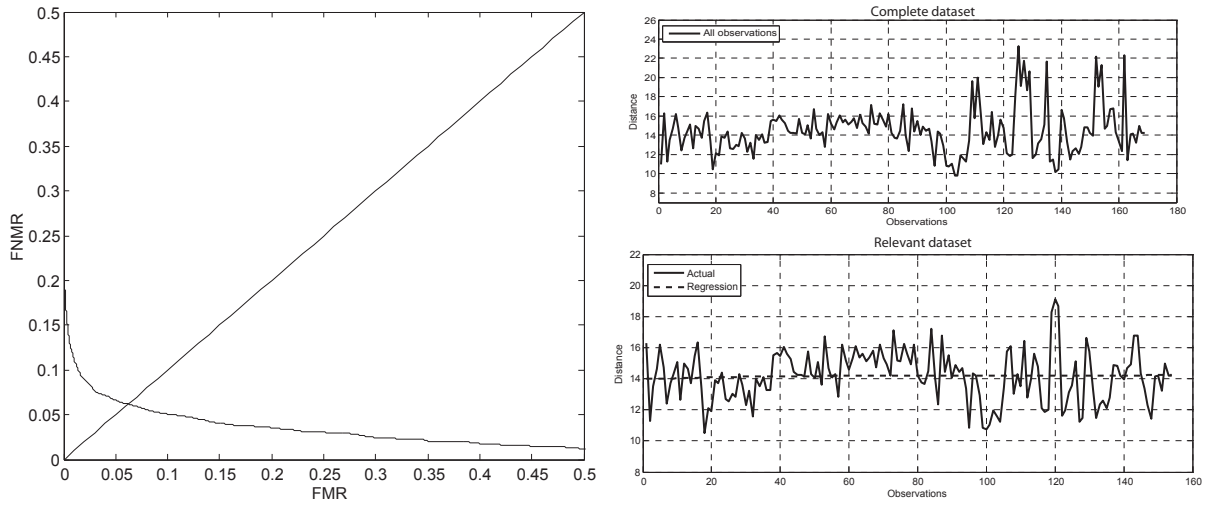 0.5
0.45
0.4
0.35
0.3
0.25
0.2
0.15
0.1
0.05
0
FNMR
0 0.05 0.1 0.15 0.2 0.25 0.3 0.35 0.4 0.45 0.5
FMR
Complete dataset
All observations
26
24
22
20
18
16
14
12
10
8
Distance
0 20 40 60 80 100 120 140 160 180
Observations
Relevant dataset
Actual
Regression
22
20
18
16
14
12
10
8
Distance
0 20 40 60 80 100 120 140 160
Observations